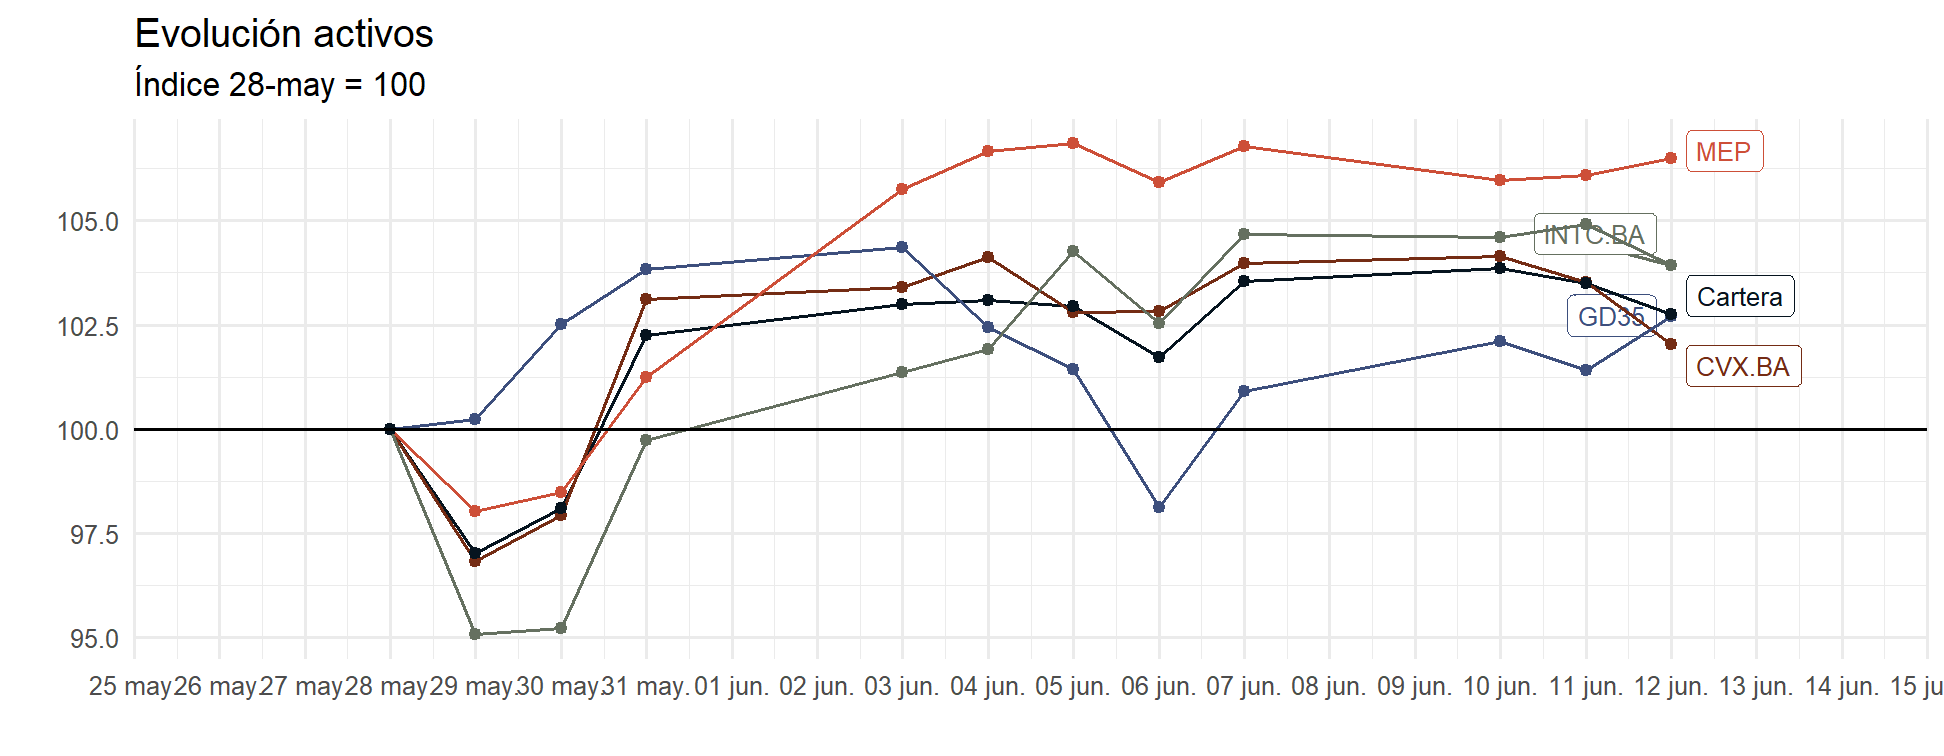 Evolución activos
Índice 28-may = 100
MEP
105.0
INTC.BA
Cartera
102.5
GD35
CVX.BA
100.0
97.5
95.0
25 may. 26 may. 27 may. 28 may. 29 may. 30 may. 31 may. 01 jun. 02 jun. 03 jun. 04 jun. 05 jun. 06 jun. 07 jun. 08 jun. 09 jun. 10 jun. 11 jun. 12 jun. 13 jun. 14 jun. 15 ju